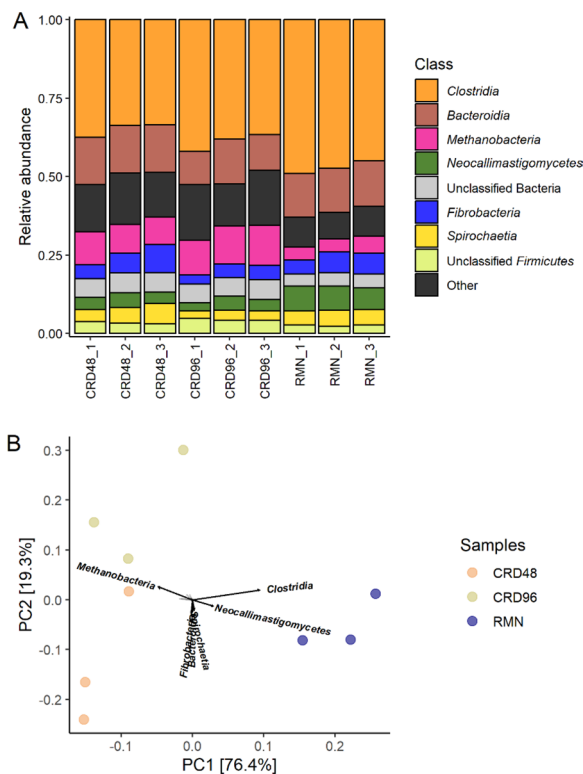 A
Relative abundance
1.00
0.75
0.50
0.25
0.00
CRD48_1
CRD48_2
CRD48_3
CRD96_1
CRD96_2
CRD96_3
RMN_1
RMN_2
RMN_3
Class
Clostridia
Bacteroidia
Methanobacteria
Neocallimastigomycetes
Unclassified Bacteria
Fibrobacteria
Spirochaetia
Unclassified Firmicutes
Other
B
PC2 [19.3%]
0.3
0.2
0.1
0.0
-0.1
-0.2
Methanobacteria
Clostridia
Neocallimastigomycetes
Fibrobacteria
Bacteroidia
Spirochaetia
-0.1
0.0
0.1
0.2
PC1 [76.4%]
Samples
CRD48
CRD96
RMN